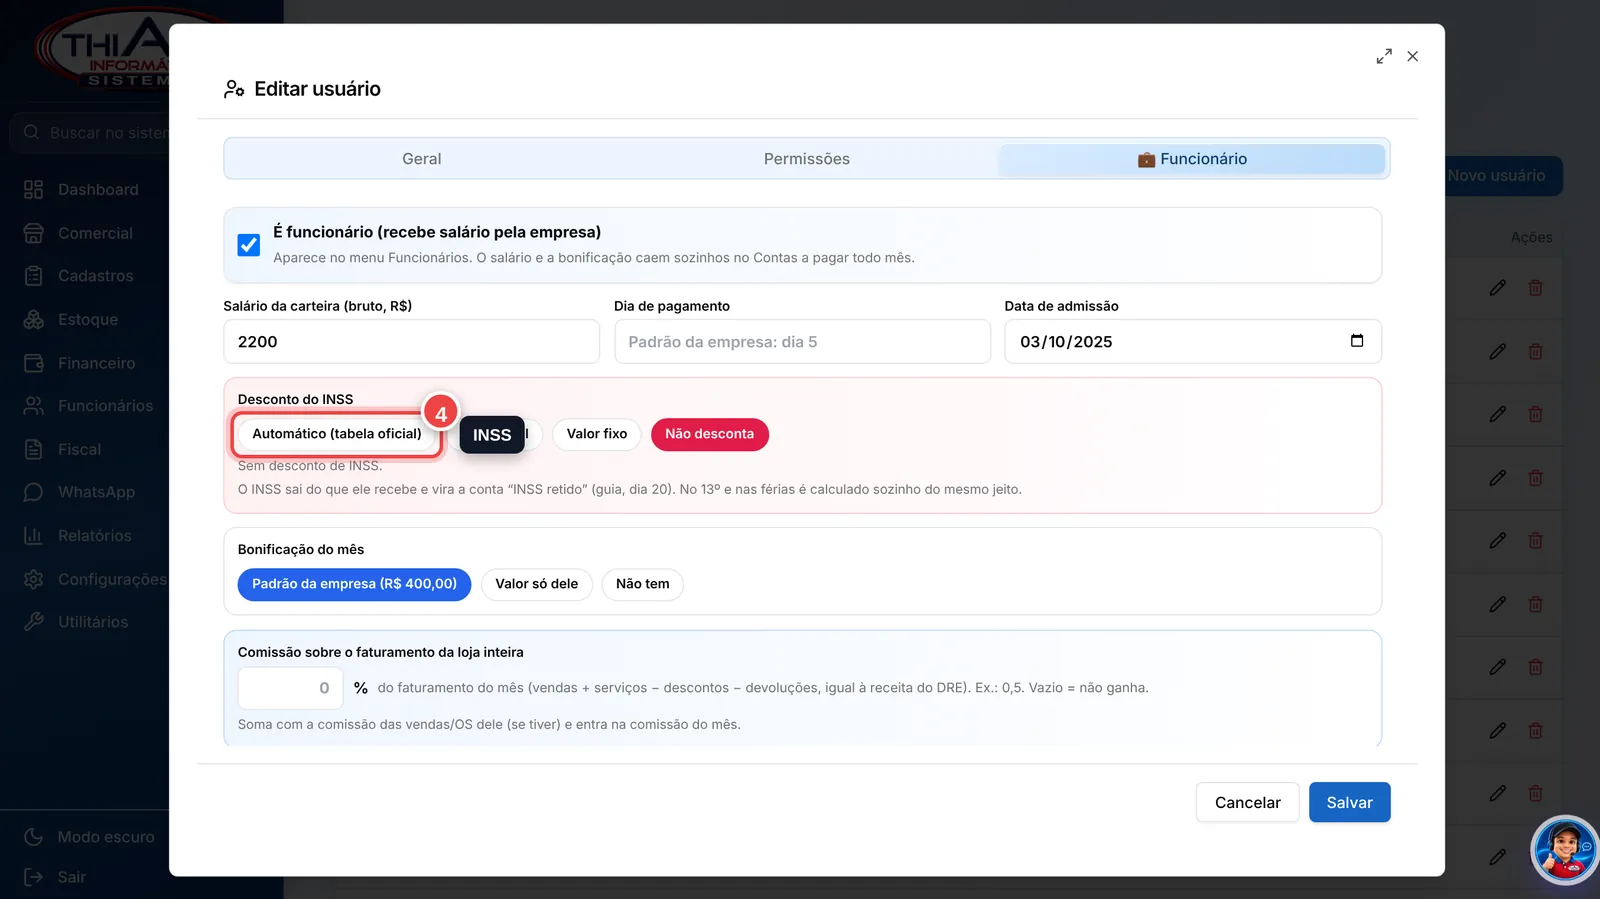 THIA
INFORMÁ
SISTEM
Buscar no sistem
Dashboard
Comercial
Cadastros
Estoque
Financeiro
Funcionários
Fiscal
WhatsApp
Relatórios
Configurações
Utilitários
Modo escuro
Sair
Editar usuário
Geral
Permissões
Funcionário
É funcionário (recebe salário pela empresa)
Aparece no menu Funcionários. O salário e a bonificação caem sozinhos no Contas a pagar todo mês.
Salário da carteira (bruto, R$)
Dia de pagamento
Data de admissão
2200
Padrão da empresa: dia 5
03/10/2025
Desconto do INSS
Automático (tabela oficial)
4
INSS
Valor fixo
Não desconta
Sem desconto de INSS.
O INSS sai do que ele recebe e vira a conta “INSS retido” (guia, dia 20). No 13º e nas férias é calculado sozinho do mesmo jeito.
Bonificação do mês
Padrão da empresa (R$ 400,00)
Valor só dele
Não tem
Comissão sobre o faturamento da loja inteira
0 % do faturamento do mês (vendas + serviços − descontos − devoluções, igual à receita do DRE). Ex.: 0,5. Vazio = não ganha.
Soma com a comissão das vendas/OS dele (se tiver) e entra na comissão do mês.
Cancelar
Salvar
Novo usuário
Ações